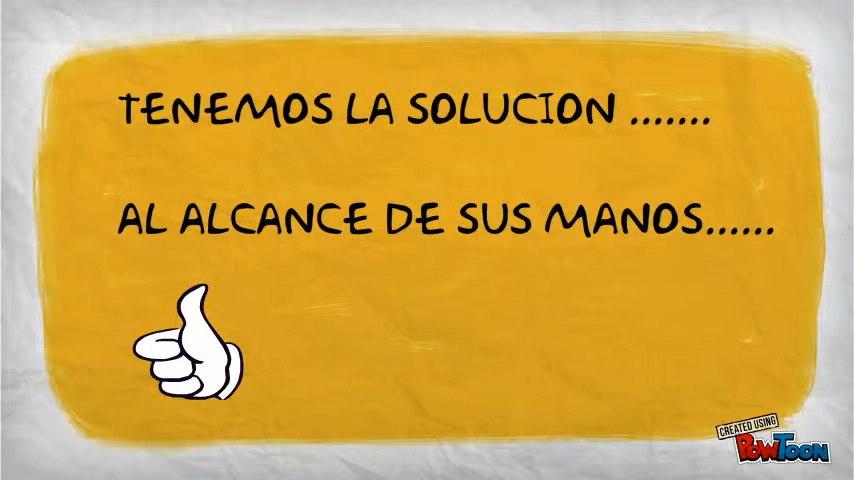 TENEMOS LA SOLUCION .......
AL ALCANCE DE SUS MANOS......
CREATED USING
POWTOON